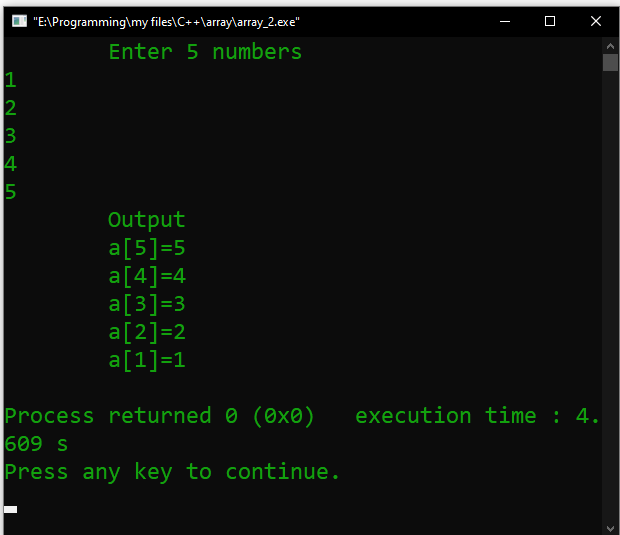 "E:\Programming\my files\C++\array\array_2.exe"
Enter 5 numbers
1
2
3
4
5
Output
a[5]=5
a[4]=4
a[3]=3
a[2]=2
a[1]=1
Process returned 0 (0x0)   execution time : 4.
609 s
Press any key to continue.